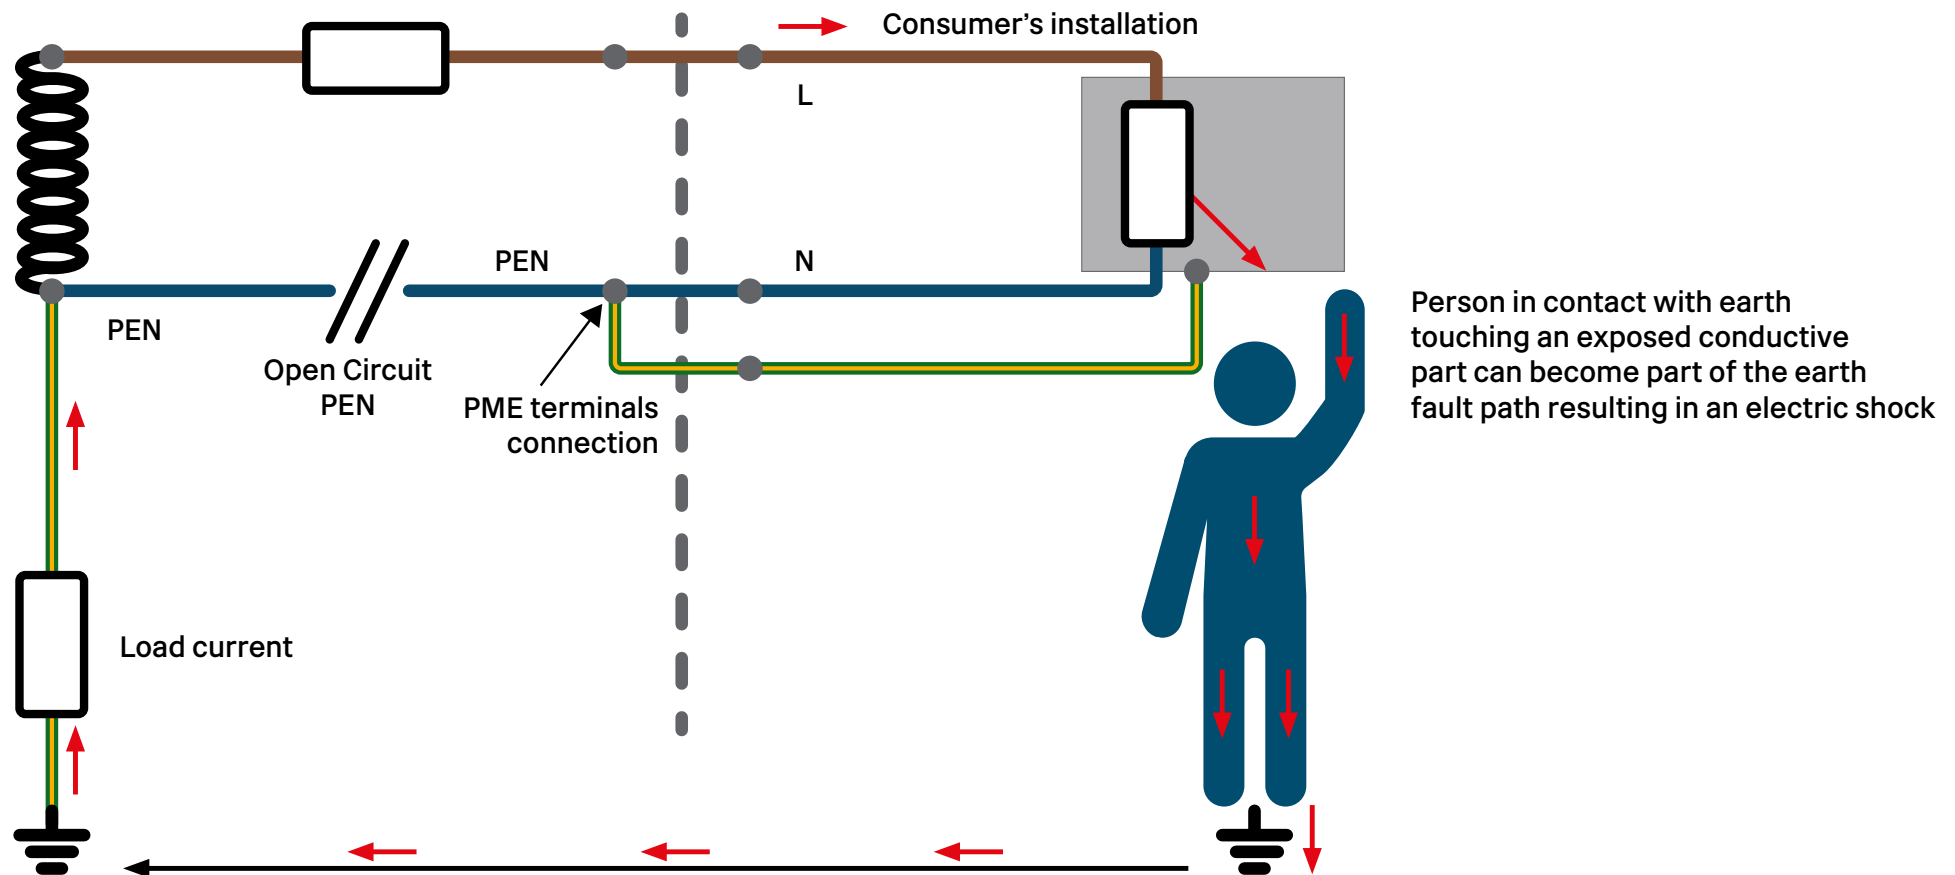 Consumer’s installation
L
PEN
N
PEN
Open Circuit
PEN
PME terminals
connection
Person in contact with earth
touching an exposed conductive
part can become part of the earth
fault path resulting in an electric shock
Load current